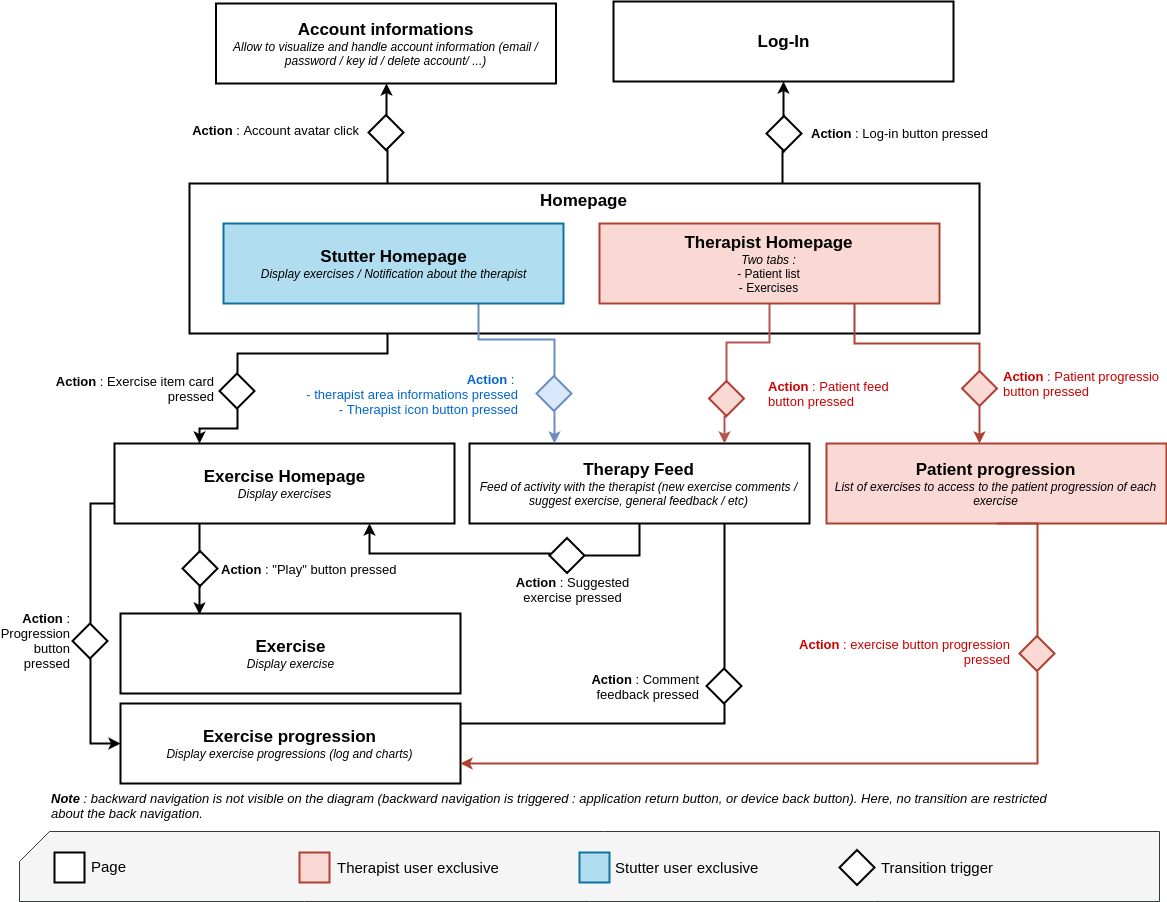 Account informations
Allow to visualize and handle account information (email /
password / key id / delete account/ ...)
Log-In
Action : Account avatar click
Action : Log-in button pressed
Homepage
Stutter Homepage
Display exercises / Notification about the therapist
Therapist Homepage
Two tabs :
- Patient list
- Exercises
Action : Exercise item card
pressed
Action :
- therapist area informations pressed
- Therapist icon button pressed
Action : Patient feed
button pressed
Action : Patient progressio
button pressed
Exercise Homepage
Display exercises
Therapy Feed
Feed of activity with the therapist (new exercise comments /
suggest exercise, general feedback / etc)
Patient progression
List of exercises to access to the patient progression of each
exercise
Action : "Play" button pressed
Action : Suggested
exercise pressed
Action :
Progression
button
pressed
Exercise
Display exercise
Action : exercise button progression
pressed
Action : Comment
feedback pressed
Exercise progression
Display exercise progressions (log and charts)
Note : backward navigation is not visible on the diagram (backward navigation is triggered : application return button, or device back button). Here, no transition are restricted
about the back navigation.
Page
Therapist user exclusive
Stutter user exclusive
Transition trigger